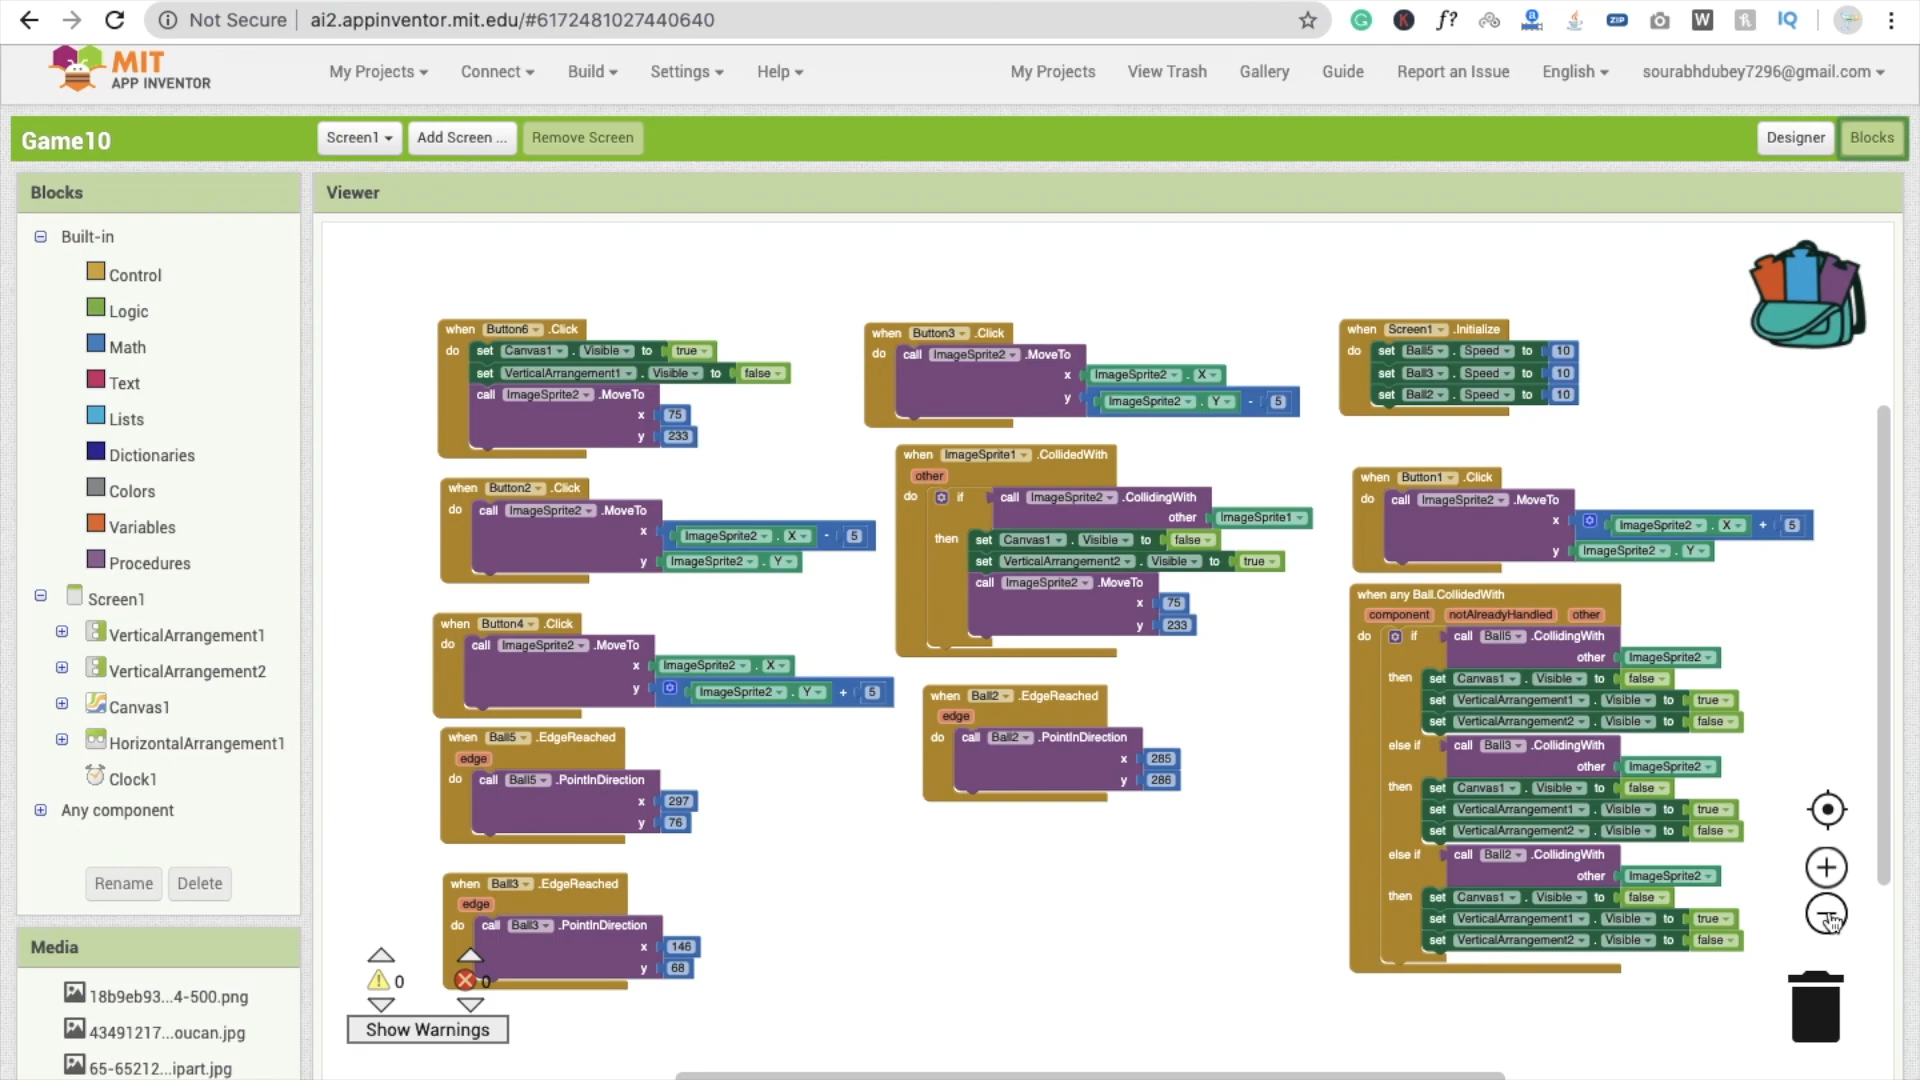 Not Secure ai2.appinventor.mit.edu/#6172481027440640
MIT
APP INVENTOR
My Projects Connect Build Settings Help My Projects View Trash Gallery Guide Report an Issue English sourabhdubey7296@gmail.com
Game10 Screen1 Add Screen ... Remove Screen Designer Blocks
Blocks
Built-in
Control
Logic
Math
Text
Lists
Dictionaries
Colors
Variables
Procedures
Screen1
VerticalArrangement1
VerticalArrangement2
Canvas1
HorizontalArrangement1
Clock1
Any component
Rename Delete
Media
18b9eb93...4-500.png
43491217...oucan.jpg
65-65212...ipart.jpg
Viewer
when Button6 .Click
do set Canvas1 . Visible to true
set VerticalArrangement1 . Visible to false
call ImageSprite2 .MoveTo
x 75
y 233
when Button2 .Click
do call ImageSprite2 .MoveTo
x ImageSprite2 . X - 5
y ImageSprite2 . Y
when Button4 .Click
do call ImageSprite2 .MoveTo
x ImageSprite2 . X
y ImageSprite2 . Y + 5
when Ball5 .EdgeReached
edge
do call Ball5 .PointInDirection
x 297
y 76
when Ball3 .EdgeReached
edge
do call Ball3 .PointInDirection
x 146
y 68
0 0
Show Warnings
when Button3 .Click
do call ImageSprite2 .MoveTo
x ImageSprite2 . X
y ImageSprite2 . Y - 5
when ImageSprite1 .CollidedWith
other
do if call ImageSprite2 .CollidingWith
other ImageSprite1
then set Canvas1 . Visible to false
set VerticalArrangement2 . Visible to true
call ImageSprite2 .MoveTo
x 75
y 233
when Ball2 .EdgeReached
edge
do call Ball2 .PointInDirection
x 285
y 286
when Screen1 .Initialize
do set Ball5 . Speed to 10
set Ball3 . Speed to 10
set Ball2 . Speed to 10
when Button1 .Click
do call ImageSprite2 .MoveTo
x ImageSprite2 . X + 5
y ImageSprite2 . Y
when any Ball.CollidedWith
component notAlreadyHandled other
do if call Ball5 .CollidingWith
other ImageSprite2
then set Canvas1 . Visible to false
set VerticalArrangement1 . Visible to true
set VerticalArrangement2 . Visible to false
else if call Ball3 .CollidingWith
other ImageSprite2
then set Canvas1 . Visible to false
set VerticalArrangement1 . Visible to true
set VerticalArrangement2 . Visible to false
else if call Ball2 .CollidingWith
other ImageSprite2
then set Canvas1 . Visible to false
set VerticalArrangement1 . Visible to true
set VerticalArrangement2 . Visible to false